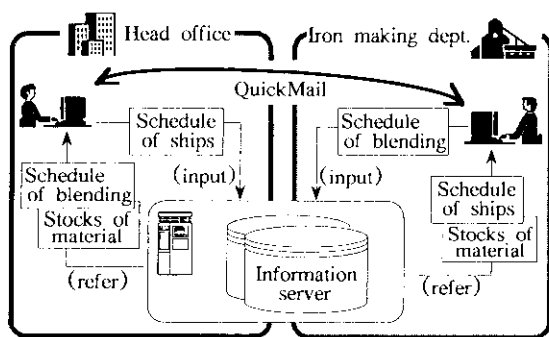 Head office
Iron making dept.
QuickMail
Schedule
of ships
(input)
Schedule
of blending
(input)
Schedule
of blending
Stocks of
material
(refer)
Schedule
of ships
Stocks of
material
(refer)
Information
server